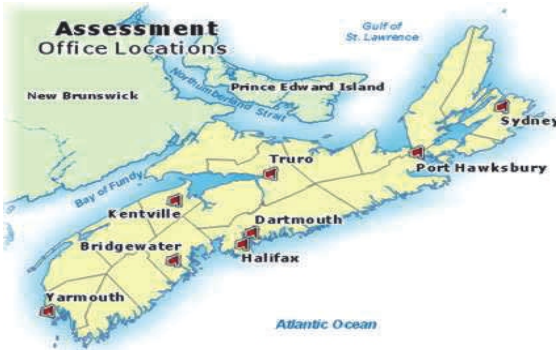 Assessment
Office Locations
Gulf of
St. Lawrence
Northumberland Strait
Prince Edward Island
New Brunswick
Sydney
Truro
Port Hawksbury
Bay of Fundy
Kentville
Dartmouth
Bridgewater
Halifax
Yarmouth
Atlantic Ocean